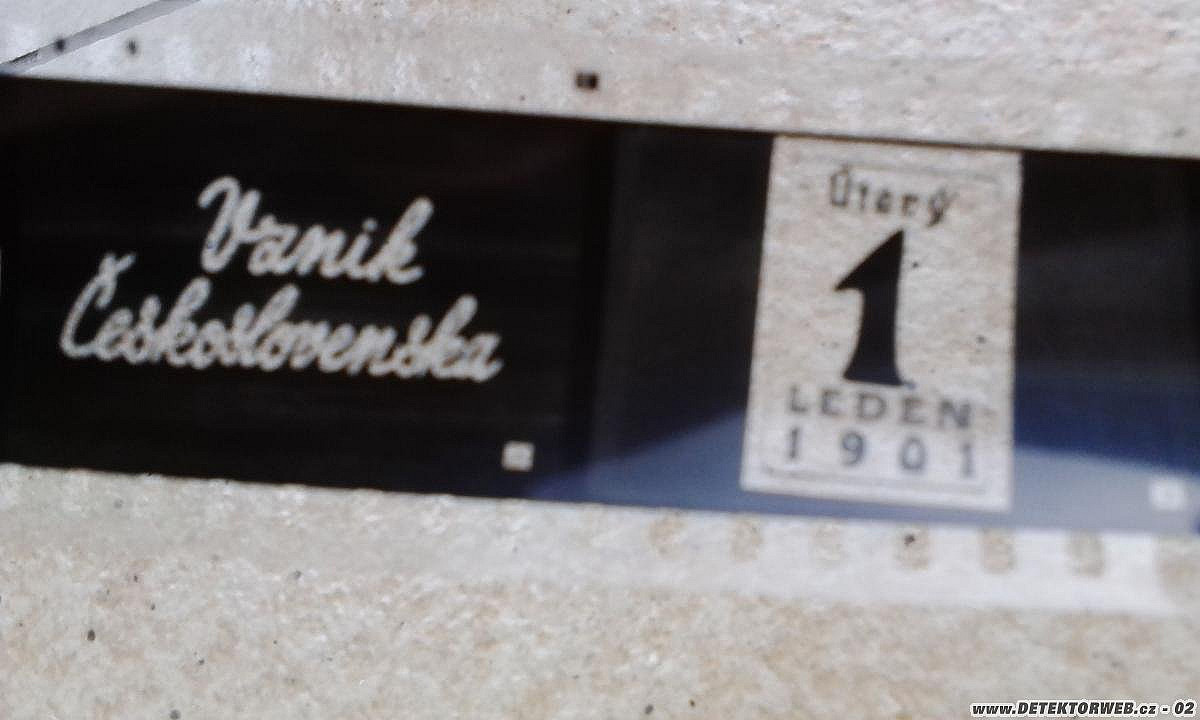 Vznik
Československa
Úterý
1
LEDEN
1901
www.DETEKTORWEB.cz - 02